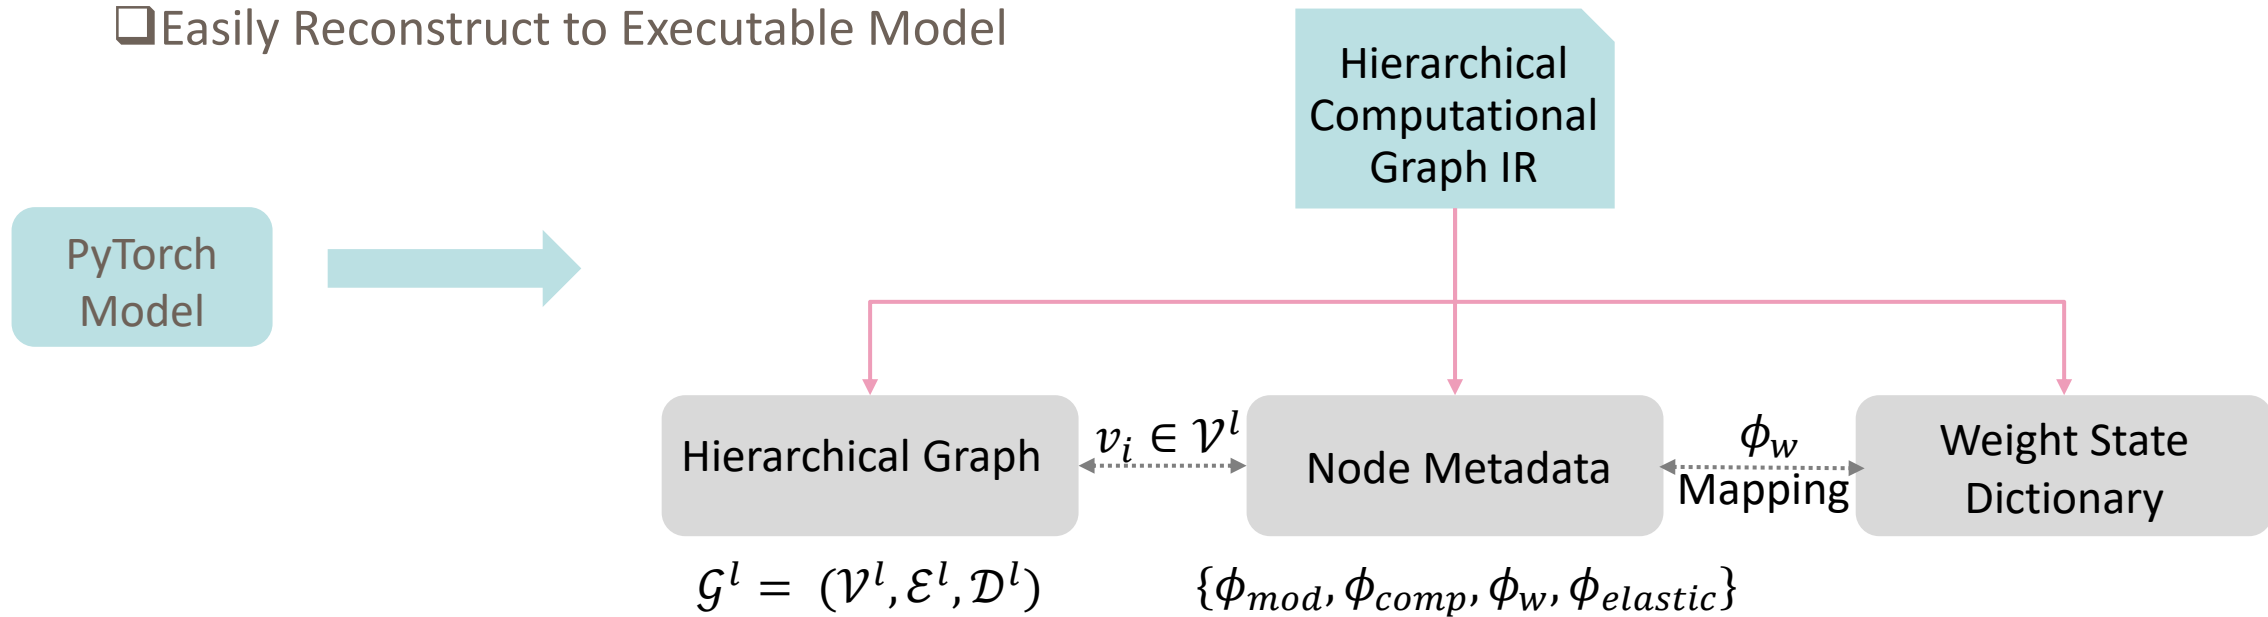 ❑Easily Reconstruct to Executable Model
Hierarchical
Computational
Graph IR
PyTorch
Model
Hierarchical Graph
𝑣ᵢ ∈ 𝒱ˡ
Node Metadata
ϕ_w
Mapping
Weight State
Dictionary
𝒢ˡ = (𝒱ˡ, ℰˡ, 𝒟ˡ)
{ϕ_mod, ϕ_comp, ϕ_w, ϕ_elastic}